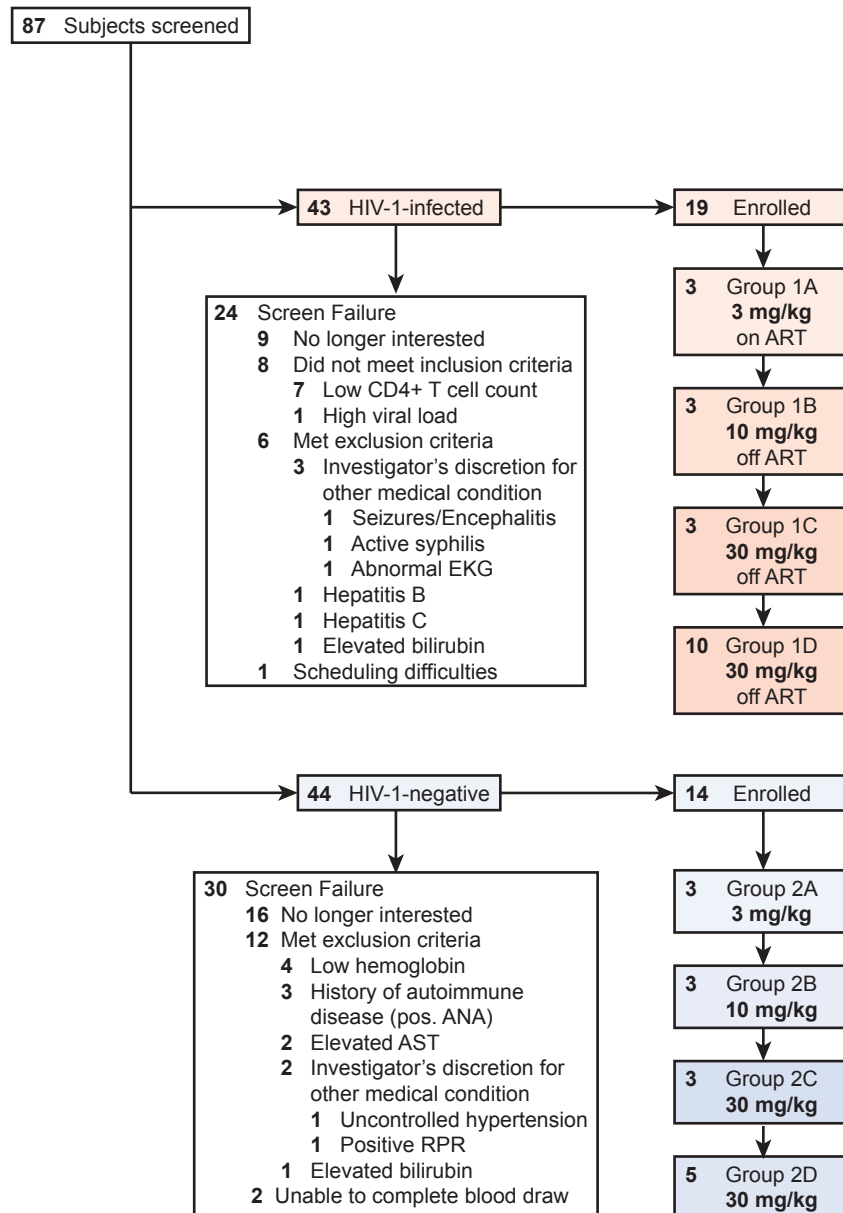 87 Subjects screened
43 HIV-1-infected
19 Enrolled
24 Screen Failure
9 No longer interested
8 Did not meet inclusion criteria
7 Low CD4+ T cell count
1 High viral load
6 Met exclusion criteria
3 Investigator's discretion for
other medical condition
1 Seizures/Encephalitis
1 Active syphilis
1 Abnormal EKG
1 Hepatitis B
1 Hepatitis C
1 Elevated bilirubin
1 Scheduling difficulties
3 Group 1A
3 mg/kg
on ART
3 Group 1B
10 mg/kg
off ART
3 Group 1C
30 mg/kg
off ART
10 Group 1D
30 mg/kg
off ART
44 HIV-1-negative
14 Enrolled
30 Screen Failure
16 No longer interested
12 Met exclusion criteria
4 Low hemoglobin
3 History of autoimmune
disease (pos. ANA)
2 Elevated AST
2 Investigator's discretion for
other medical condition
1 Uncontrolled hypertension
1 Positive RPR
1 Elevated bilirubin
2 Unable to complete blood draw
3 Group 2A
3 mg/kg
3 Group 2B
10 mg/kg
3 Group 2C
30 mg/kg
5 Group 2D
30 mg/kg